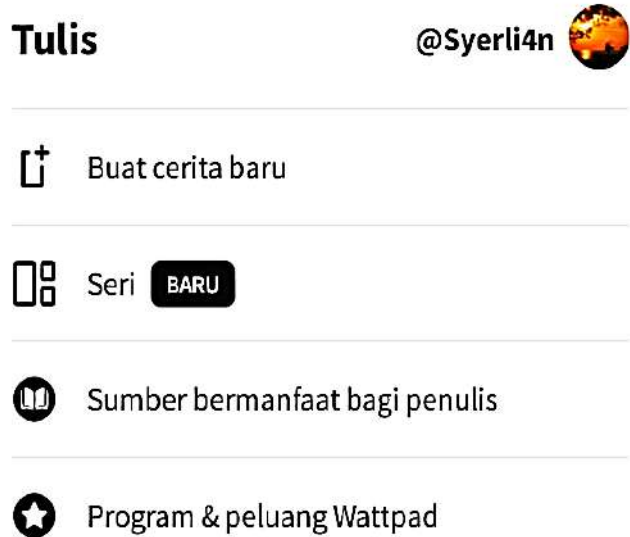 Tulis
@Syerli4n
Buat cerita baru
Seri BARU
Sumber bermanfaat bagi penulis
Program & peluang Wattpad